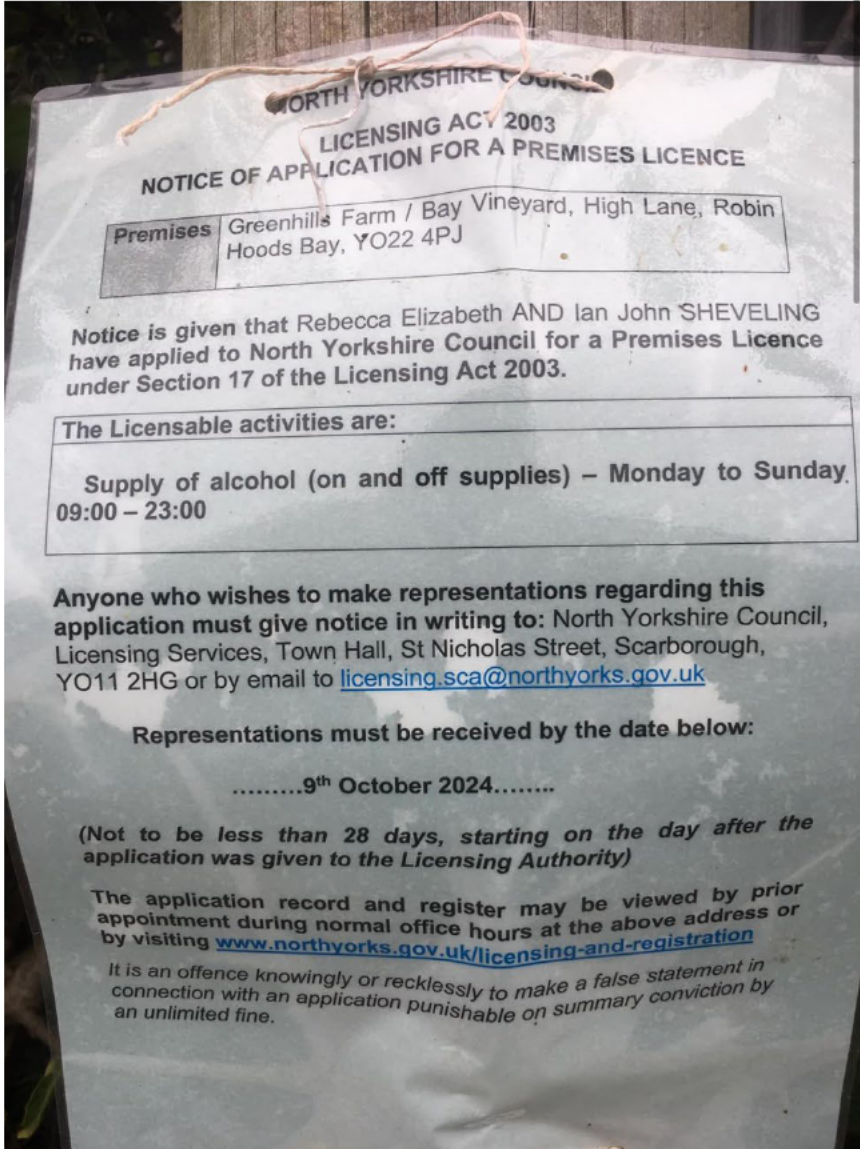 NORTH YORKSHIRE COUNCIL
LICENSING ACT 2003
NOTICE OF APPLICATION FOR A PREMISES LICENCE
Premises
Greenhills Farm / Bay Vineyard, High Lane, Robin
Hoods Bay, YO22 4PJ
Notice is given that Rebecca Elizabeth AND Ian John SHEVELING
have applied to North Yorkshire Council for a Premises Licence
under Section 17 of the Licensing Act 2003.
The Licensable activities are:
Supply of alcohol (on and off supplies) – Monday to Sunday
09:00 – 23:00
Anyone who wishes to make representations regarding this
application must give notice in writing to: North Yorkshire Council,
Licensing Services, Town Hall, St Nicholas Street, Scarborough,
YO11 2HG or by email to licensing.sca@northyorks.gov.uk
Representations must be received by the date below:
.........9th October 2024........
(Not to be less than 28 days, starting on the day after the
application was given to the Licensing Authority)
The application record and register may be viewed by prior
appointment during normal office hours at the above address or
by visiting www.northyorks.gov.uk/licensing-and-registration
It is an offence knowingly or recklessly to make a false statement in
connection with an application punishable on summary conviction by
an unlimited fine.